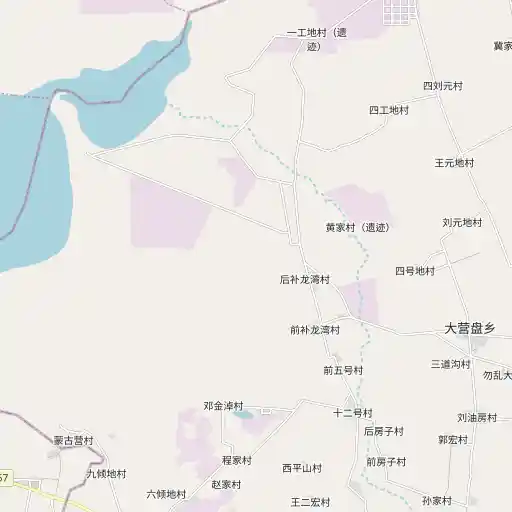 一工地村（遗
迹）
冀家
四刘元村
四工地村
王元地村
刘元地村
黄家村（遗迹）
四号地村
后补龙湾村
前补龙湾村
大营盘乡
三道沟村
前五号村
勿乱大
邓金淖村
十二号村
刘油房村
后房子村
郭宏村
蒙古营村
程家村
前房子村
西平山村
九倾地村
67
赵家村
六倾地村
王二宏村
孙家村